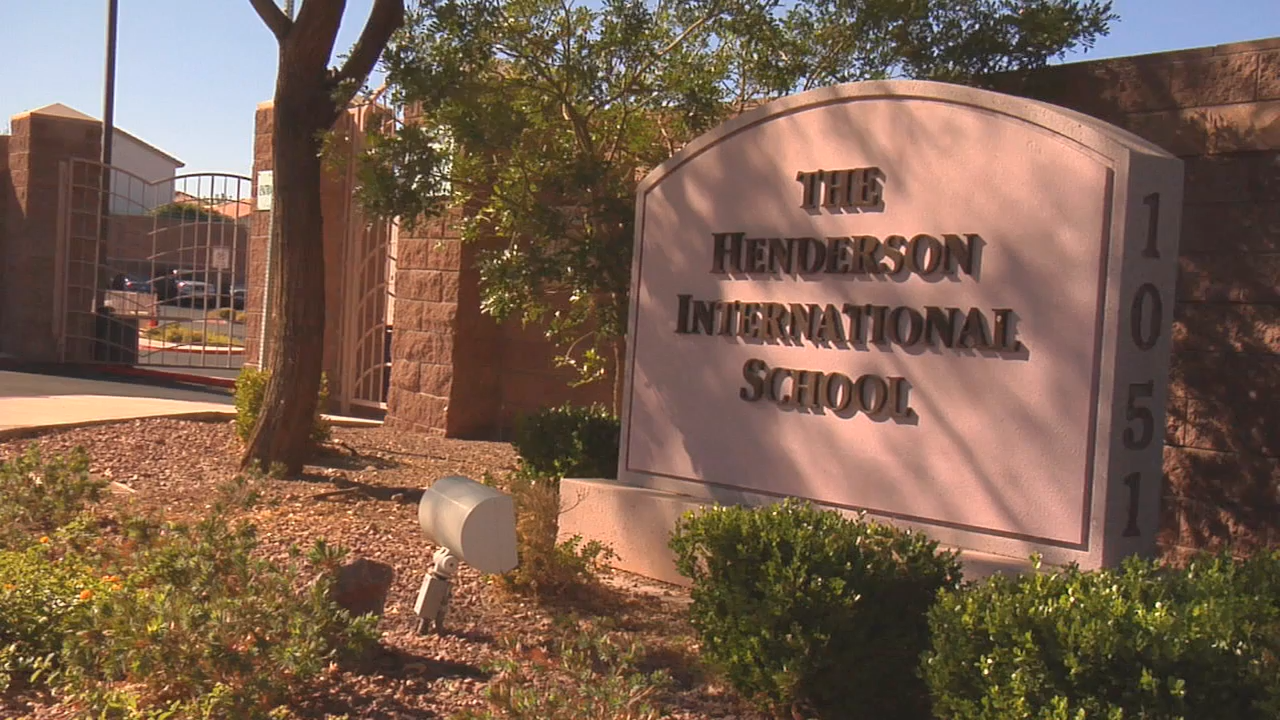 THE
HENDERSON
INTERNATIONAL
SCHOOL
1051